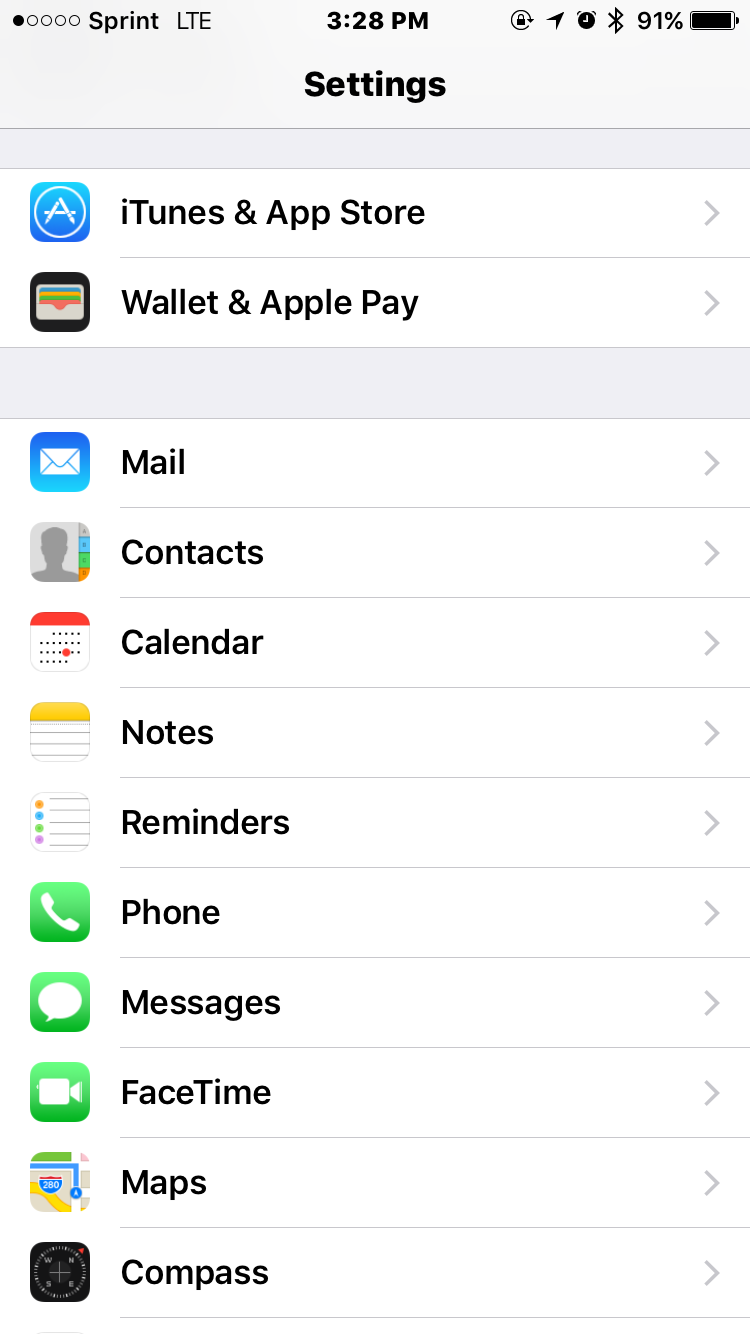 Sprint LTE 3:28 PM 91%
Settings
iTunes & App Store
Wallet & Apple Pay
Mail
Contacts
Calendar
Notes
Reminders
Phone
Messages
FaceTime
280
Maps
W N
S E
Compass